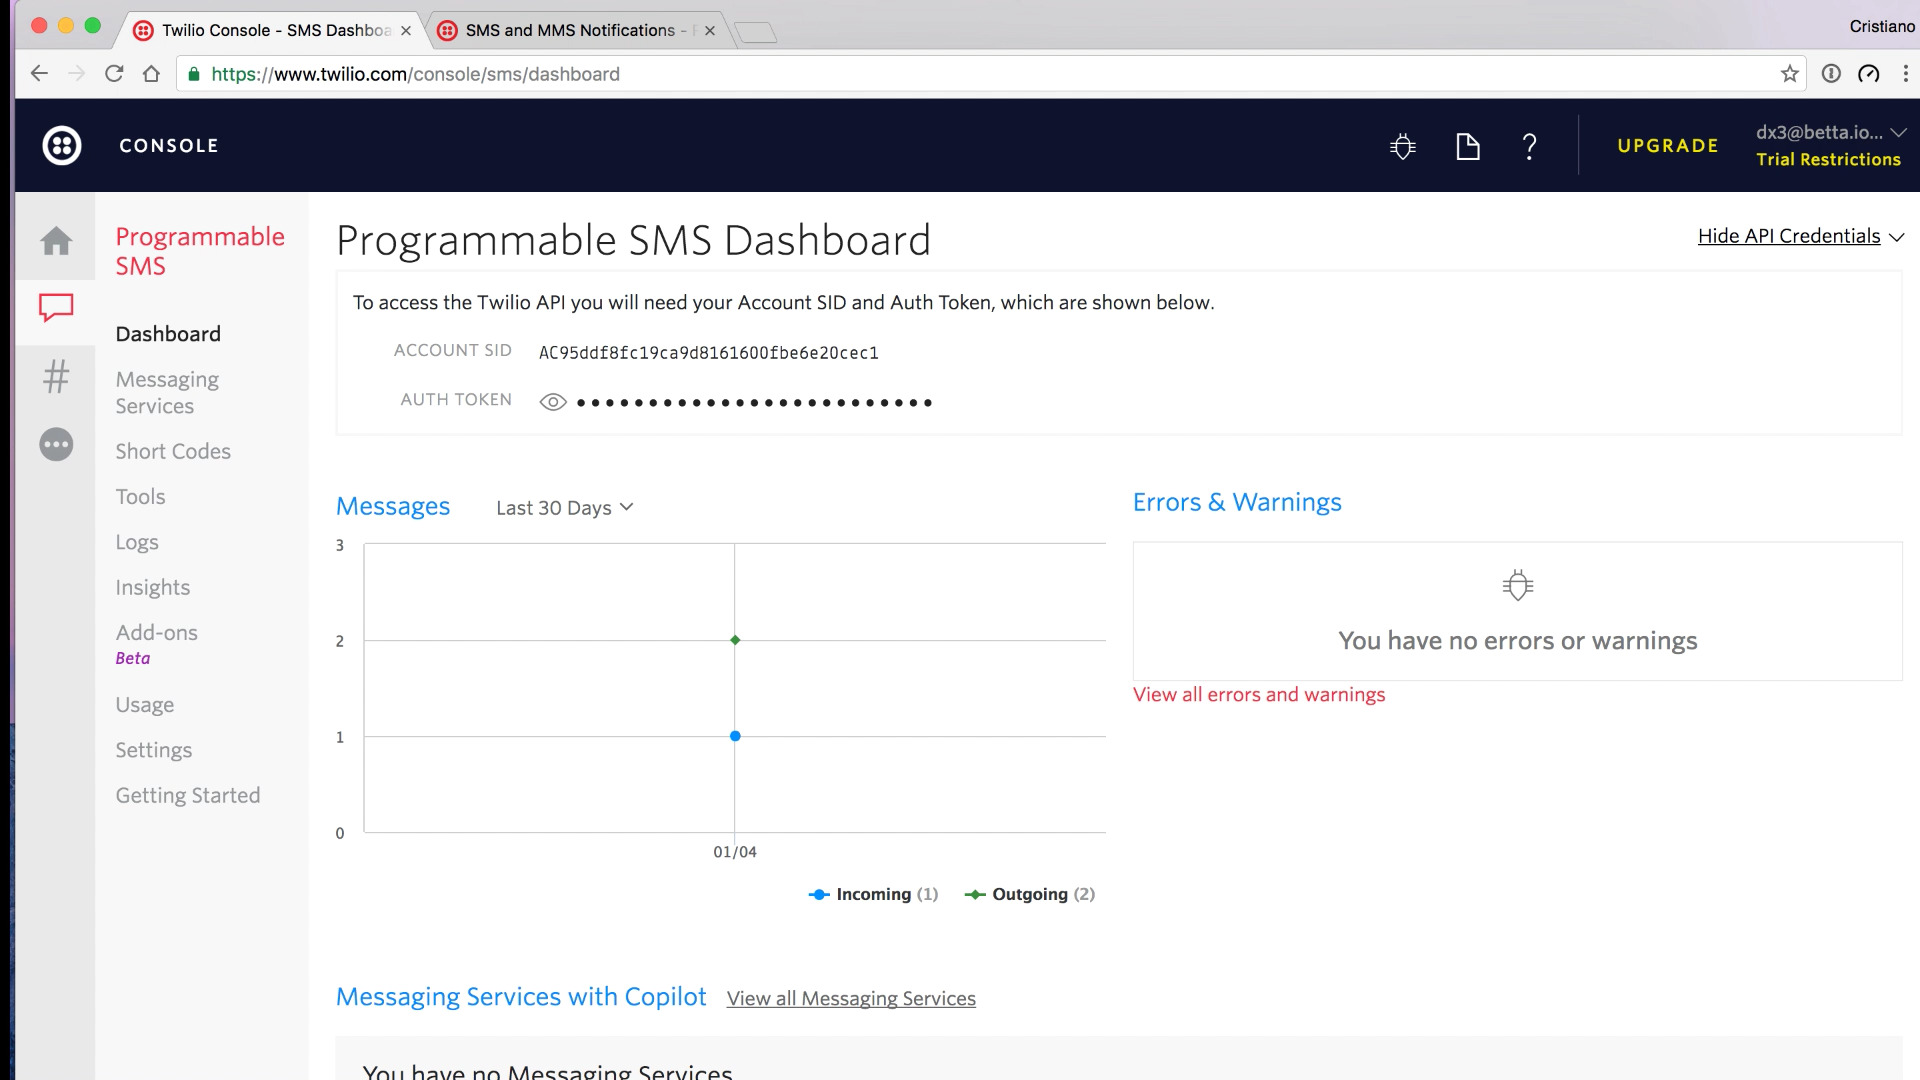 Twilio Console - SMS Dashboa
SMS and MMS Notifications -
Cristiano
https://www.twilio.com/console/sms/dashboard
CONSOLE
UPGRADE
dx3@betta.io...
Trial Restrictions
Programmable
SMS
Dashboard
Messaging
Services
Short Codes
Tools
Logs
Insights
Add-ons
Beta
Usage
Settings
Getting Started
Programmable SMS Dashboard
Hide API Credentials
To access the Twilio API you will need your Account SID and Auth Token, which are shown below.
ACCOUNT SID AC95ddf8fc19ca9d8161600fbe6e20cec1
AUTH TOKEN •••••••••••••••••••••••••
Messages Last 30 Days
3
2
1
0
01/04
Incoming (1) Outgoing (2)
Errors & Warnings
You have no errors or warnings
View all errors and warnings
Messaging Services with Copilot View all Messaging Services
You have no Messaging Services